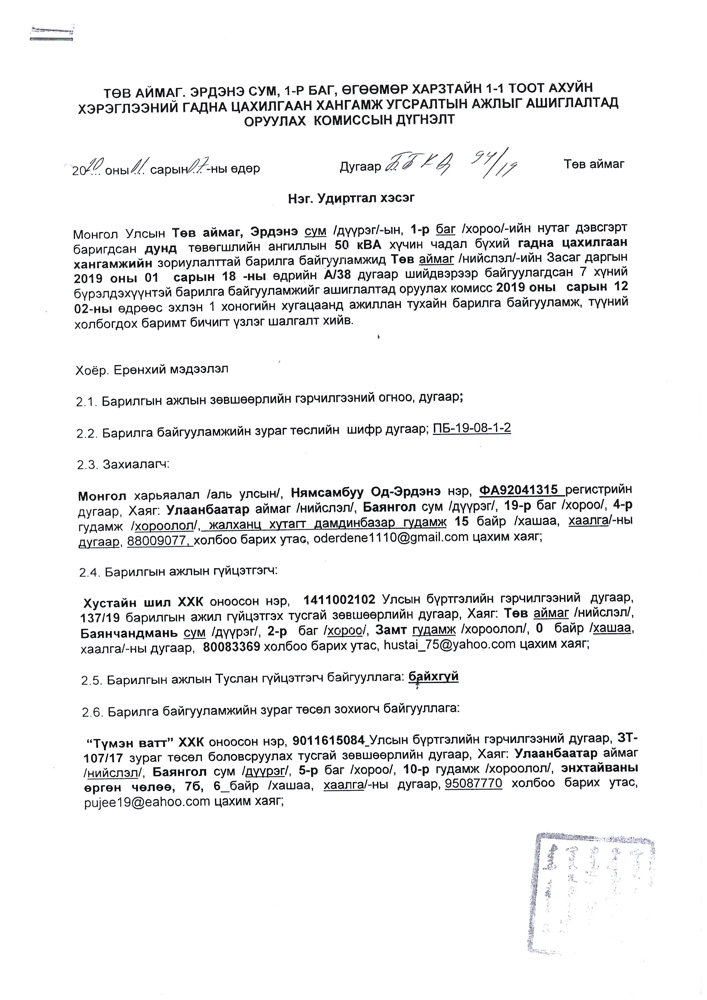 ТӨВ АЙМАГ. ЭРДЭНЭ СУМ, 1-Р БАГ, ӨГӨӨМӨР ХАРЗТАЙН 1-1 ТООТ АХУЙН
ХЭРЭГЛЭЭНИЙ ГАДНА ЦАХИЛГААН ХАНГАМЖ УГСРАЛТЫН АЖЛЫГ АШИГЛАЛТАД
ОРУУЛАХ КОМИССЫН ДҮГНЭЛТ
2020 оны 01 сарын 07-ны өдөр Дугаар ББКД 94/19 Төв аймаг
Нэг. Удиртгал хэсэг
Монгол Улсын Төв аймаг, Эрдэнэ сум /дүүрэг/-ын, 1-р баг /хороо/-ийн нутаг дэвсгэрт
баригдсан дунд төвөгшлийн ангиллын 50 кВА хүчин чадал бүхий гадна цахилгаан
хангамжийн зориулалттай барилга байгууламжид Төв аймаг /нийслэл/-ийн Засаг даргын
2019 оны 01 сарын 18 -ны өдрийн А/38 дугаар шийдвэрээр байгуулагдсан 7 хүний
бүрэлдэхүүнтэй барилга байгууламжийг ашиглалтад оруулах комисс 2019 оны сарын 12
02-ны өдрөөс эхлэн 1 хоногийн хугацаанд ажиллан тухайн барилга байгууламж, түүний
холбогдох баримт бичигт үзлэг шалгалт хийв.
Хоёр. Ерөнхий мэдээлэл
2.1. Барилгын ажлын зөвшөөрлийн гэрчилгээний огноо, дугаар;
2.2. Барилга байгууламжийн зураг төслийн шифр дугаар; ПБ-19-08-1-2
2.3. Захиалагч:
Монгол харьяалал /аль улсын/, Нямсамбуу Од-Эрдэнэ нэр, ФА92041315 регистрийн
дугаар, Хаяг: Улаанбаатар аймаг /нийслэл/, Баянгол сум /дүүрэг/, 19-р баг /хороо/, 4-р
гудамж /хороолол/, жалханц хутагт дамдинбазар гудамж 15 байр /хашаа, хаалга/-ны
дугаар, 88009077, холбоо барих утас, oderdene1110@gmail.com цахим хаяг;
2.4. Барилгын ажлын гүйцэтгэгч:
Хустайн шил ХХК оноосон нэр, 1411002102 Улсын бүртгэлийн гэрчилгээний дугаар,
137/19 барилгын ажил гүйцэтгэх тусгай зөвшөөрлийн дугаар, Хаяг: Төв аймаг /нийслэл/,
Баянчандмань сум /дүүрэг/, 2-р баг /хороо/, Замт гудамж /хороолол/, 0 байр /хашаа,
хаалга/-ны дугаар, 80083369 холбоо барих утас, hustai_75@yahoo.com цахим хаяг;
2.5. Барилгын ажлын Туслан гүйцэтгэгч байгууллага: байхгүй
2.6. Барилга байгууламжийн зураг төсөл зохиогч байгууллага:
“Түмэн ватт” ХХК оноосон нэр, 9011615084 Улсын бүртгэлийн гэрчилгээний дугаар, ЗТ-
107/17 зураг төсөл боловсруулах тусгай зөвшөөрлийн дугаар, Хаяг: Улаанбаатар аймаг
/нийслэл/, Баянгол сум /дүүрэг/, 5-р баг /хороо/, 10-р гудамж /хороолол/, энхтайваны
өргөн чөлөө, 7б, 6 байр /хашаа, хаалга/-ны дугаар, 95087770 холбоо барих утас,
pujee19@eahoo.com цахим хаяг;